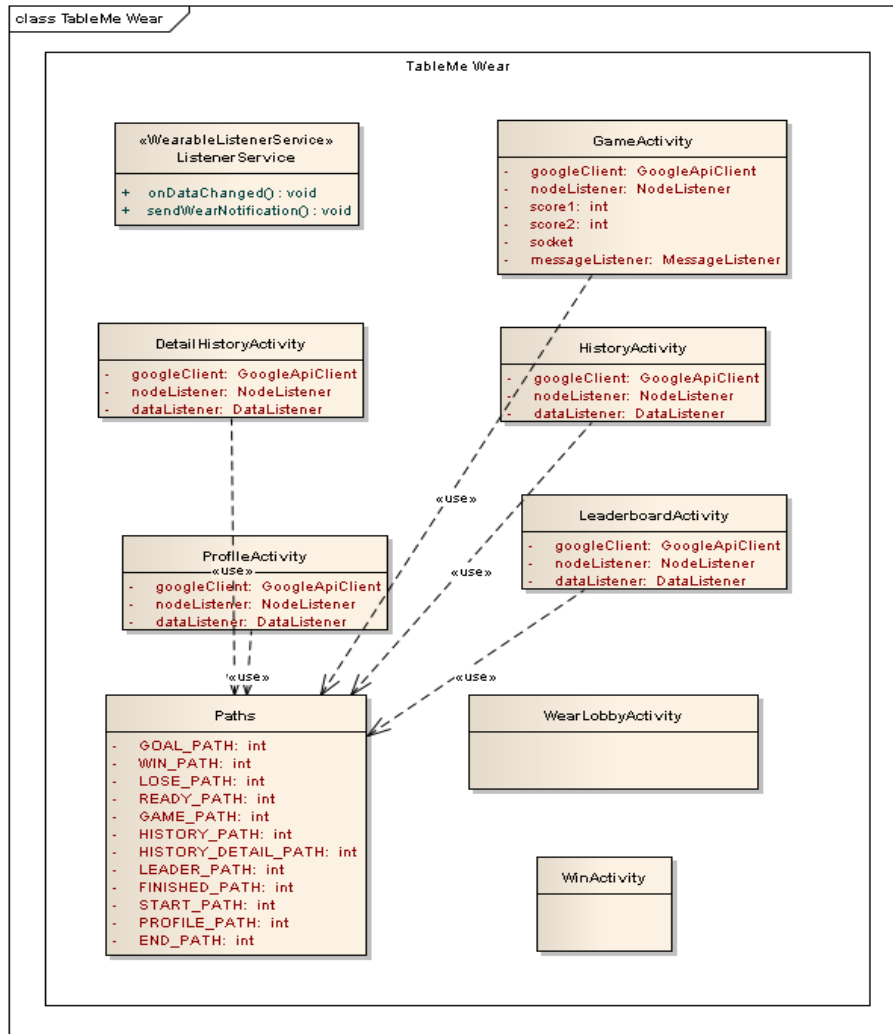 class TableMe Wear
TableMe Wear
«WearableListenerService»
ListenerService
+ onDataChanged() : void
+ sendWearNotification() : void
GameActivity
- googleClient: GoogleApiClient
- nodeListener: NodeListener
- score1: int
- score2: int
- socket
- messageListener: MessageListener
DetailHistoryActivity
- googleClient: GoogleApiClient
- nodeListener: NodeListener
- dataListener: DataListener
HistoryActivity
- googleClient: GoogleApiClient
- nodeListener: NodeListener
- dataListener: DataListener
«use»
LeaderboardActivity
- googleClient: GoogleApiClient
- nodeListener: NodeListener
- dataListener: DataListener
ProfileActivity
«use»
- googleClient: GoogleApiClient
- nodeListener: NodeListener
- dataListener: DataListener
«use»
«use»
«use»
Paths
- GOAL_PATH: int
- WIN_PATH: int
- LOSE_PATH: int
- READY_PATH: int
- GAME_PATH: int
- HISTORY_PATH: int
- HISTORY_DETAIL_PATH: int
- LEADER_PATH: int
- FINISHED_PATH: int
- START_PATH: int
- PROFILE_PATH: int
- END_PATH: int
WearLobbyActivity
WinActivity